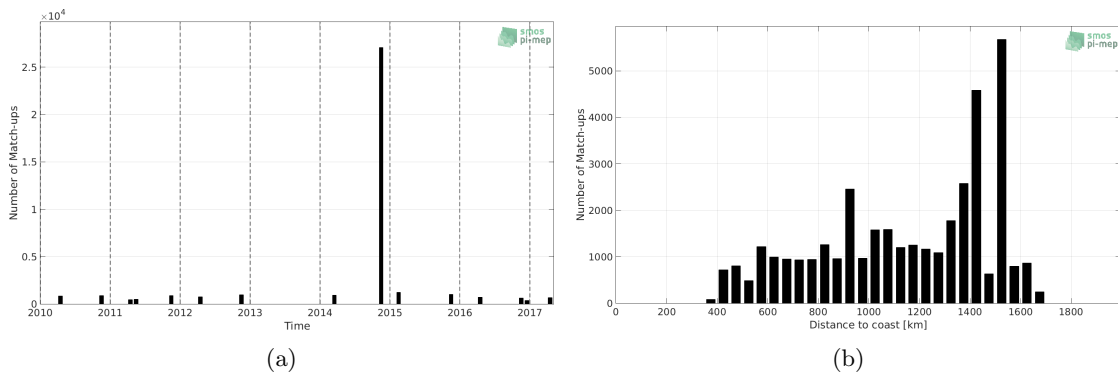 ×10⁴
smos
pi-mep
Number of Match-ups
2.5
2
1.5
1
0.5
0
2010 2011 2012 2013 2014 2015 2016 2017
Time
(a)
smos
pi-mep
Number of Match-ups
5000
4000
3000
2000
1000
0
0 200 400 600 800 1000 1200 1400 1600 1800
Distance to coast [km]
(b)